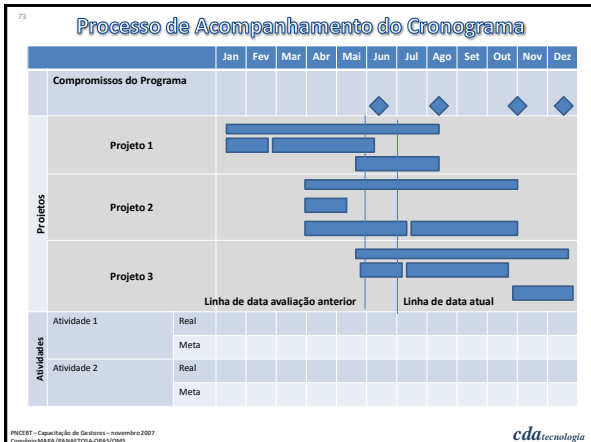 73
Processo de Acompanhamento do Cronograma
Jan Fev Mar Abr Mai Jun Jul Ago Set Out Nov Dez
Compromissos do Programa
Projetos
Projeto 1
Projeto 2
Projeto 3
Linha de data avaliação anterior
Linha de data atual
Atividades
Atividade 1
Real
Meta
Atividade 2
Real
Meta
PNCEBT – Capacitação de Gestores – novembro 2007
Convênio MAPA/PANAFTOSA-OPAS/OMS
cdatecnologia